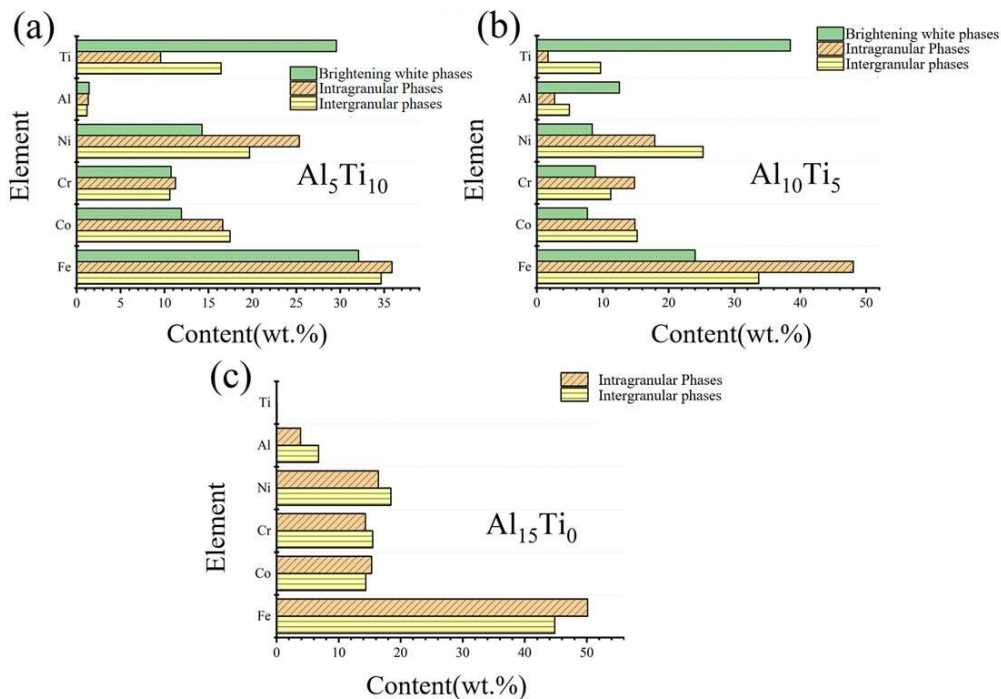 (a)
Element
Ti
Al
Ni
Cr
Co
Fe
Brightening white phases
Intragranular Phases
Intergranular phases
Al₅Ti₁₀
0 5 10 15 20 25 30 35
Content(wt.%)
(b)
Elemen
Ti
Al
Ni
Cr
Co
Fe
Brightening white phases
Intragranular Phases
Intergranular phases
Al₁₀Ti₅
0 10 20 30 40 50
Content(wt.%)
(c)
Element
Ti
Al
Ni
Cr
Co
Fe
Intragranular Phases
Intergranular phases
Al₁₅Ti₀
0 10 20 30 40 50
Content(wt.%)